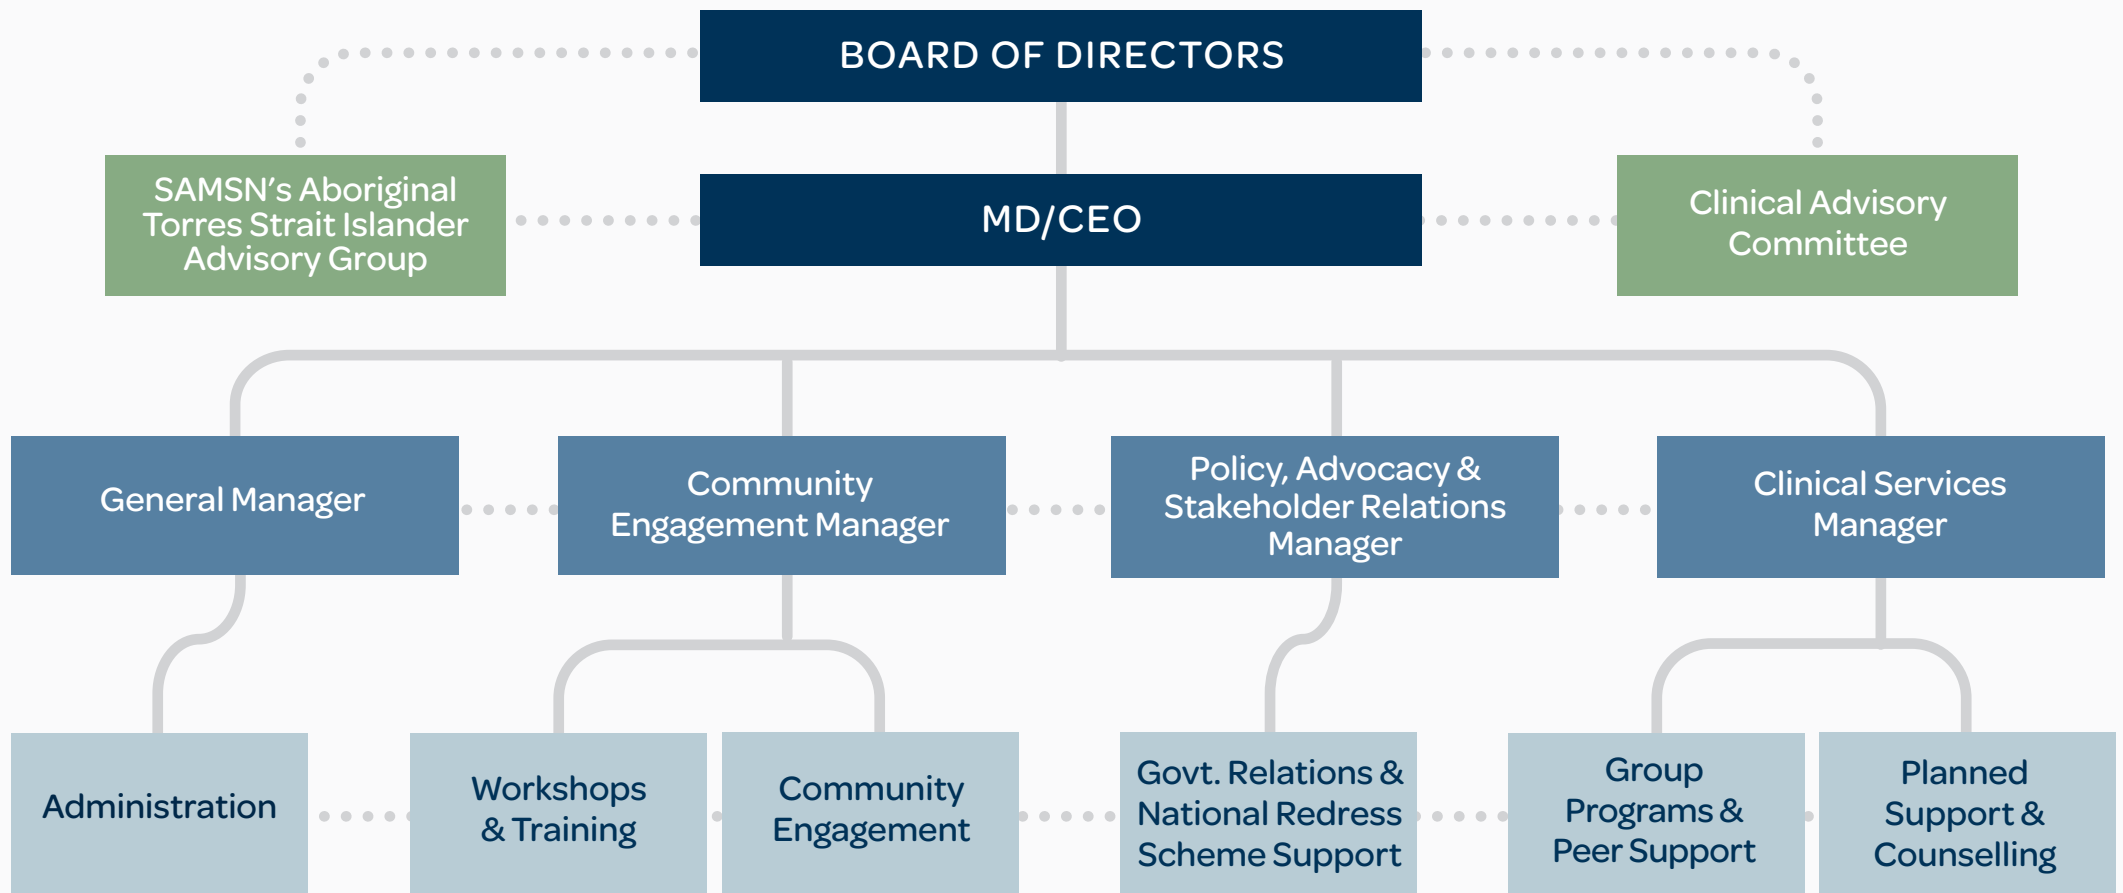 BOARD OF DIRECTORS
SAMSN’s Aboriginal
Torres Strait Islander
Advisory Group
MD/CEO
Clinical Advisory
Committee
General Manager
Community
Engagement Manager
Policy, Advocacy &
Stakeholder Relations
Manager
Clinical Services
Manager
Administration
Workshops
& Training
Community
Engagement
Govt. Relations &
National Redress
Scheme Support
Group
Programs &
Peer Support
Planned
Support &
Counselling